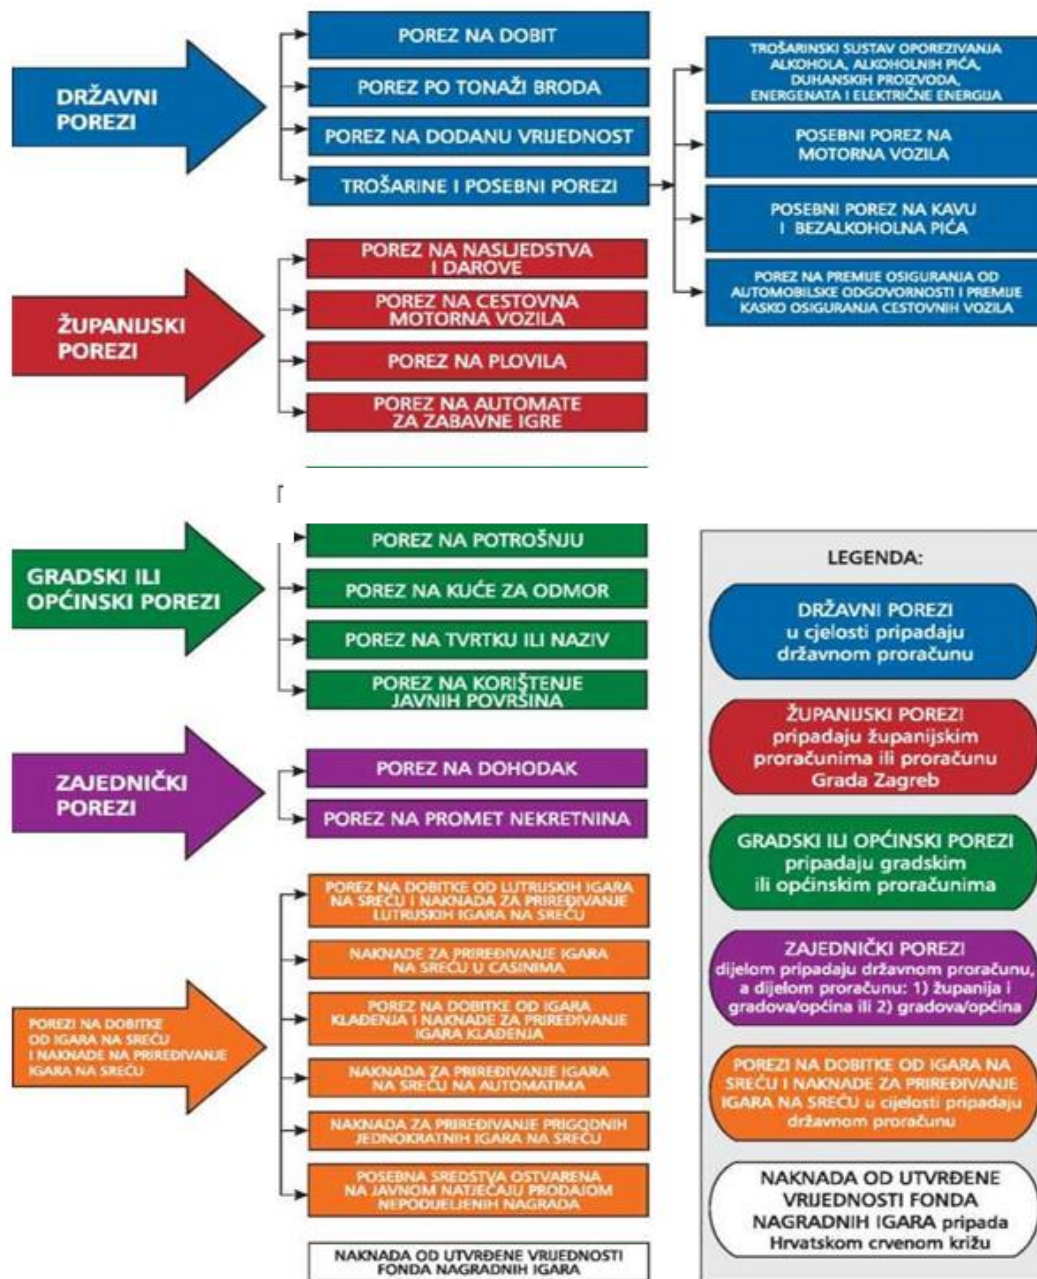 DRŽAVNI
POREZI
POREZ NA DOBIT
POREZ PO TONAŽI BRODA
POREZ NA DODANU VRIJEDNOST
TROŠARINE I POSEBNI POREZI
TROŠARINSKI SUSTAV OPOREZIVANJA
ALKOHOLA, ALKOHOLNIH PIĆA,
DUHANSKIH PROIZVODA,
ENERGENATA I ELEKTRIČNE ENERGIJA
POSEBNI POREZ NA
MOTORNA VOZILA
POSEBNI POREZ NA KAVU
I BEZALKOHOLNA PIĆA
POREZ NA PREMIJE OSIGURANJA OD
AUTOMOBILSKE ODGOVORNOSTI I PREMIJE
KASKO OSIGURANJA CESTOVNIH VOZILA
ŽUPANIJSKI
POREZI
POREZ NA NASLJEDSTVA
I DAROVE
POREZ NA CESTOVNA
MOTORNA VOZILA
POREZ NA PLOVILA
POREZ NA AUTOMATE
ZA ZABAVNE IGRE
GRADSKI ILI
OPĆINSKI POREZI
POREZ NA POTROŠNJU
POREZ NA KUĆE ZA ODMOR
POREZ NA TVRTKU ILI NAZIV
POREZ NA KORIŠTENJE
JAVNIH POVRŠINA
ZAJEDNIČKI
POREZI
POREZ NA DOHODAK
POREZ NA PROMET NEKRETNINA
POREZI NA DOBITKE
OD IGARA NA SREĆU
I NAKNADE NA PRIREĐIVANJE
IGARA NA SREĆU
POREZ NA DOBITKE OD LUTRIJSKIH IGARA
NA SREĆU I NAKNADA ZA PRIREĐIVANJE
LUTRIJSKIH IGARA NA SREĆU
NAKNADE ZA PRIREĐIVANJE IGARA
NA SREĆU U CASINIMA
POREZ NA DOBITKE OD IGARA
KLAĐENJA I NAKNADE ZA PRIREĐIVANJE
IGARA KLAĐENJA
NAKNADA ZA PRIREĐIVANJE IGARA
NA SREĆU NA AUTOMATIMA
NAKNADA ZA PRIREĐIVANJE PRIGODNIH
JEDNOKRATNIH IGARA NA SREĆU
POSEBNA SREDSTVA OSTVARENA
NA JAVNOM NATJEČAJU PRODAJOM
NEPODIJELJENIH NAGRADA
NAKNADA OD UTVRĐENE VRIJEDNOSTI
FONDA NAGRADNIH IGARA
LEGENDA:
DRŽAVNI POREZI
u cjelosti pripadaju
državnom proračunu
ŽUPANIJSKI POREZI
pripadaju županijskim
proračunima ili proračunu
Grada Zagreb
GRADSKI ILI OPĆINSKI POREZI
pripadaju gradskim
ili općinskim proračunima
ZAJEDNIČKI POREZI
dijelom pripadaju državnom proračunu,
a dijelom proračunu: 1) županija i
gradova/općina ili 2) gradova/općina
POREZI NA DOBITKE OD IGARA NA
SREĆU I NAKNADE ZA PRIREĐIVANJE
IGARA NA SREĆU u cijelosti pripadaju
državnom proračunu
NAKNADA OD UTVRĐENE
VRIJEDNOSTI FONDA
NAGRADNIH IGARA pripada
Hrvatskom crvenom križu